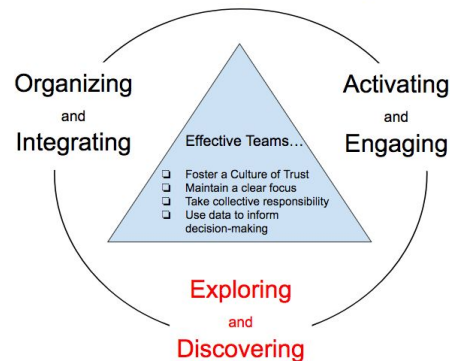 Organizing
and
Integrating
Activating
and
Engaging
Effective Teams…
❏ Foster a Culture of Trust
❏ Maintain a clear focus
❏ Take collective responsibility
❏ Use data to inform
decision-making
Exploring
and
Discovering